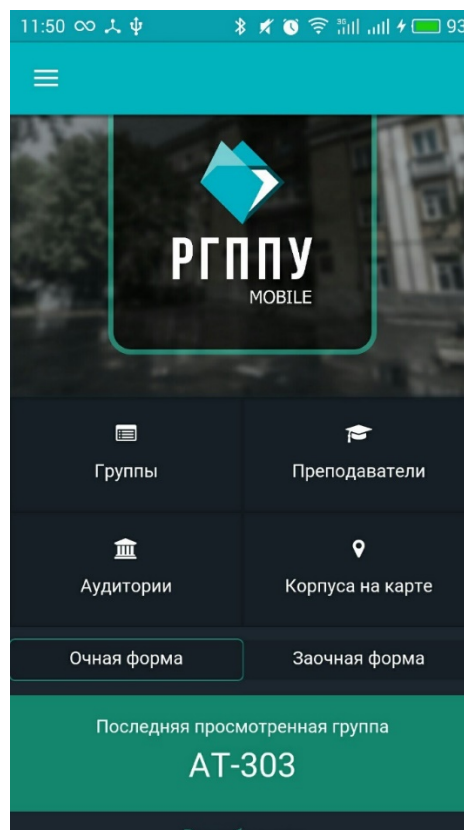 11:50
3G
93
РГППУ
MOBILE
Группы
Преподаватели
Аудитории
Корпуса на карте
Очная форма
Заочная форма
Последняя просмотренная группа
АТ-303